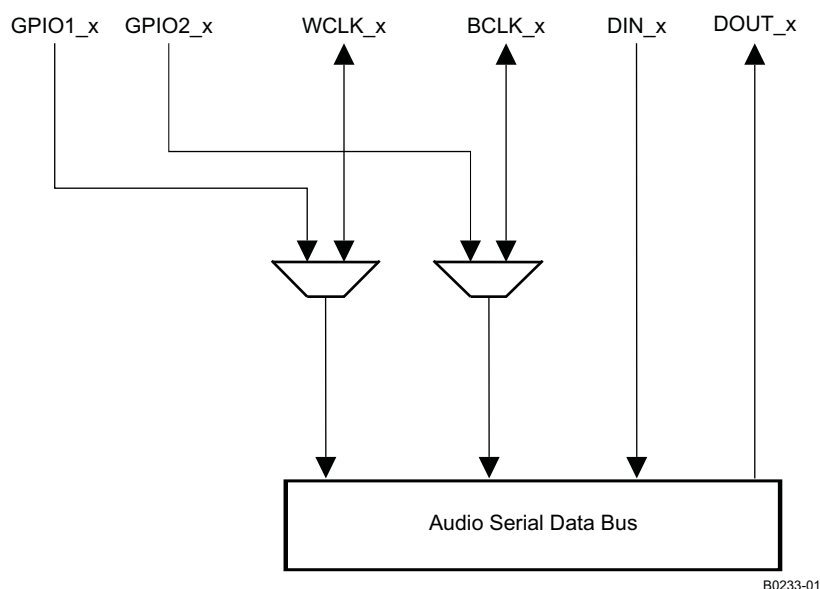 GPIO1_x GPIO2_x WCLK_x BCLK_x DIN_x DOUT_x
Audio Serial Data Bus
B0233-01